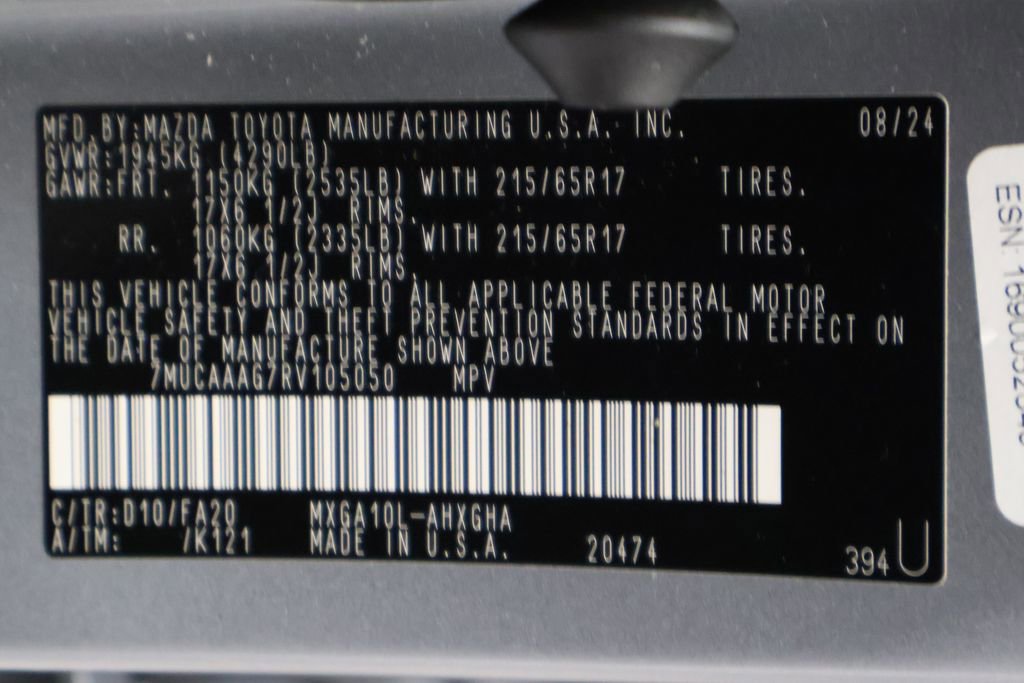 MFD.BY:MAZDA TOYOTA MANUFACTURING U.S.A. INC. 08/24
GVWR:1945KG (4290LB)
GAWR:FRT. 1150KG (2535LB) WITH 215/65R17 TIRES.
17X6 1/2J RIMS.
RR. 1060KG (2335LB) WITH 215/65R17 TIRES.
17X6 1/2J RIMS.
THIS VEHICLE CONFORMS TO ALL APPLICABLE FEDERAL MOTOR
VEHICLE SAFETY AND THEFT PREVENTION STANDARDS IN EFFECT ON
THE DATE OF MANUFACTURE SHOWN ABOVE
7MUCAAAG7RV105050 MPV
C/TR:D10/FA20 MXGA10L-AHXGHA
A/TM: /K121 MADE IN U.S.A. 20474
394 U
ESN: